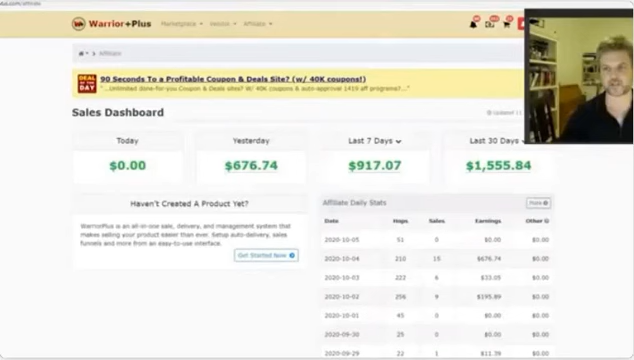 Warrior+Plus Marketplace Vendor Affiliate
Affiliate
DEAL OF THE DAY
90 Seconds To a Profitable Coupon & Deals Site? (w/ 40K coupons!)
"...Unlimited done-for-you Coupon & Deals sites? W/ 40K coupons & auto-approval 1419 aff programs?..."
Sales Dashboard
Today Yesterday Last 7 Days Last 30 Days
$0.00 $676.74 $917.07 $1,555.84
Haven't Created A Product Yet?
WarriorPlus is an all-in-one sale, delivery, and management system that
makes selling your product easier than ever. Setup auto-delivery, sales
funnels and more from an easy-to-use interface.
Get Started Now
Affiliate Daily Stats More
Date Hops Sales Earnings Other
2020-10-05 51 0 $0.00 $0.00
2020-10-04 210 15 $676.74 $0.00
2020-10-03 222 6 $33.05 $0.00
2020-10-02 256 9 $195.89 $0.00
2020-10-01 45 0 $0.00 $0.00
2020-09-30 25 0 $0.00 $0.00
2020-09-29 22 1 $11.39 $0.00